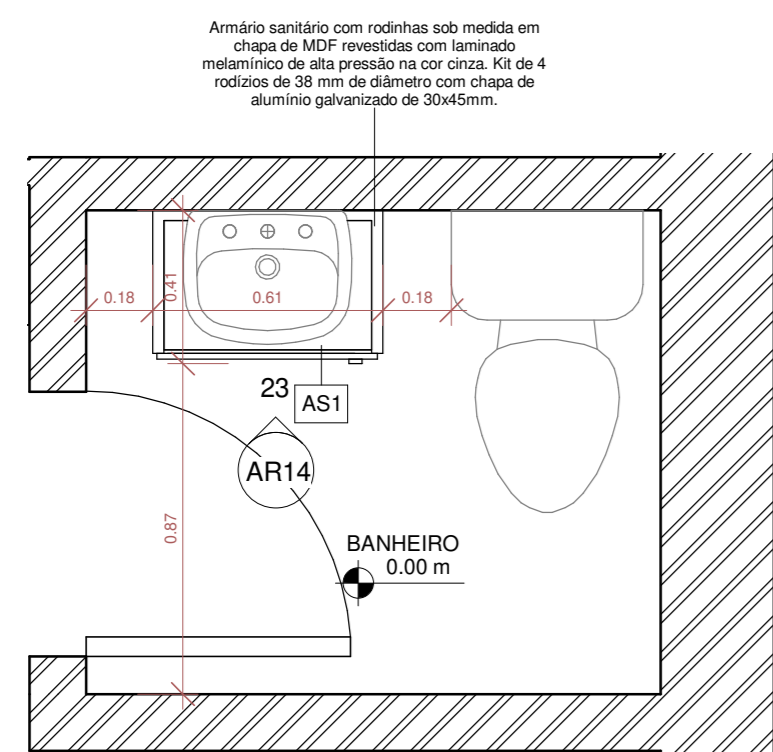 Armário sanitário com rodinhas sob medida em
chapa de MDF revestidas com laminado
melamínico de alta pressão na cor cinza. Kit de 4
rodízios de 38 mm de diâmetro com chapa de
alumínio galvanizado de 30x45mm.
0.18
0.41
0.61
0.18
23
AS1
AR14
0.87
BANHEIRO
0.00 m